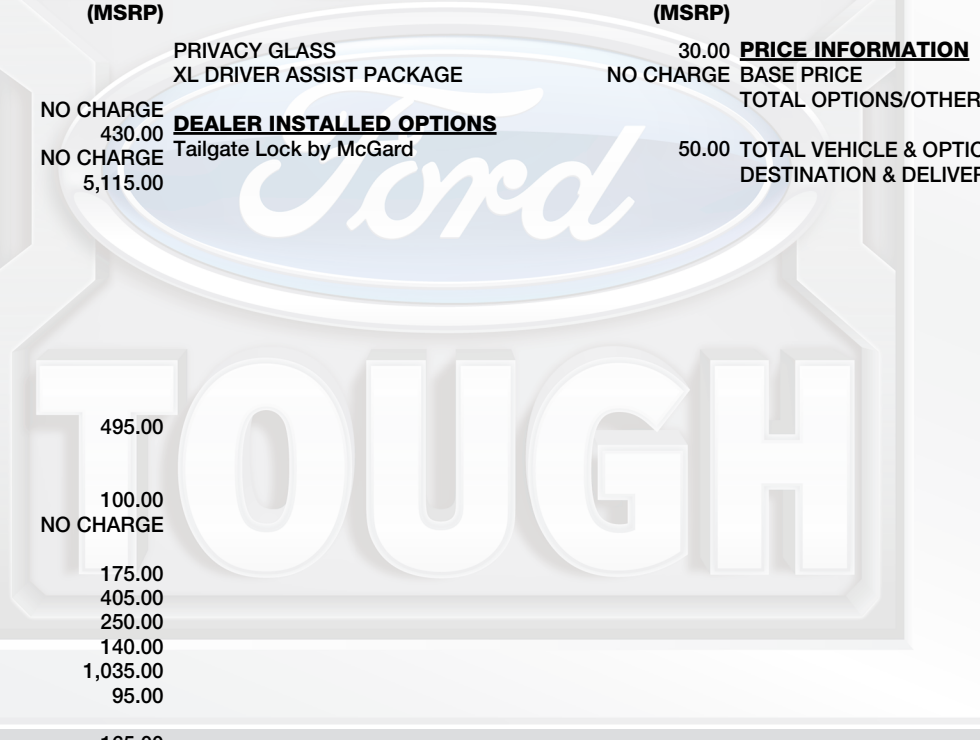 (MSRP)
NO CHARGE
430.00
NO CHARGE
5,115.00
495.00
100.00
NO CHARGE
175.00
405.00
250.00
140.00
1,035.00
95.00
PRIVACY GLASS
XL DRIVER ASSIST PACKAGE
DEALER INSTALLED OPTIONS
Tailgate Lock by McGard
(MSRP)
30.00
NO CHARGE
50.00
PRICE INFORMATION
BASE PRICE
TOTAL OPTIONS/OTHER
TOTAL VEHICLE & OPTIO
DESTINATION & DELIVER
Ford
TOUGH